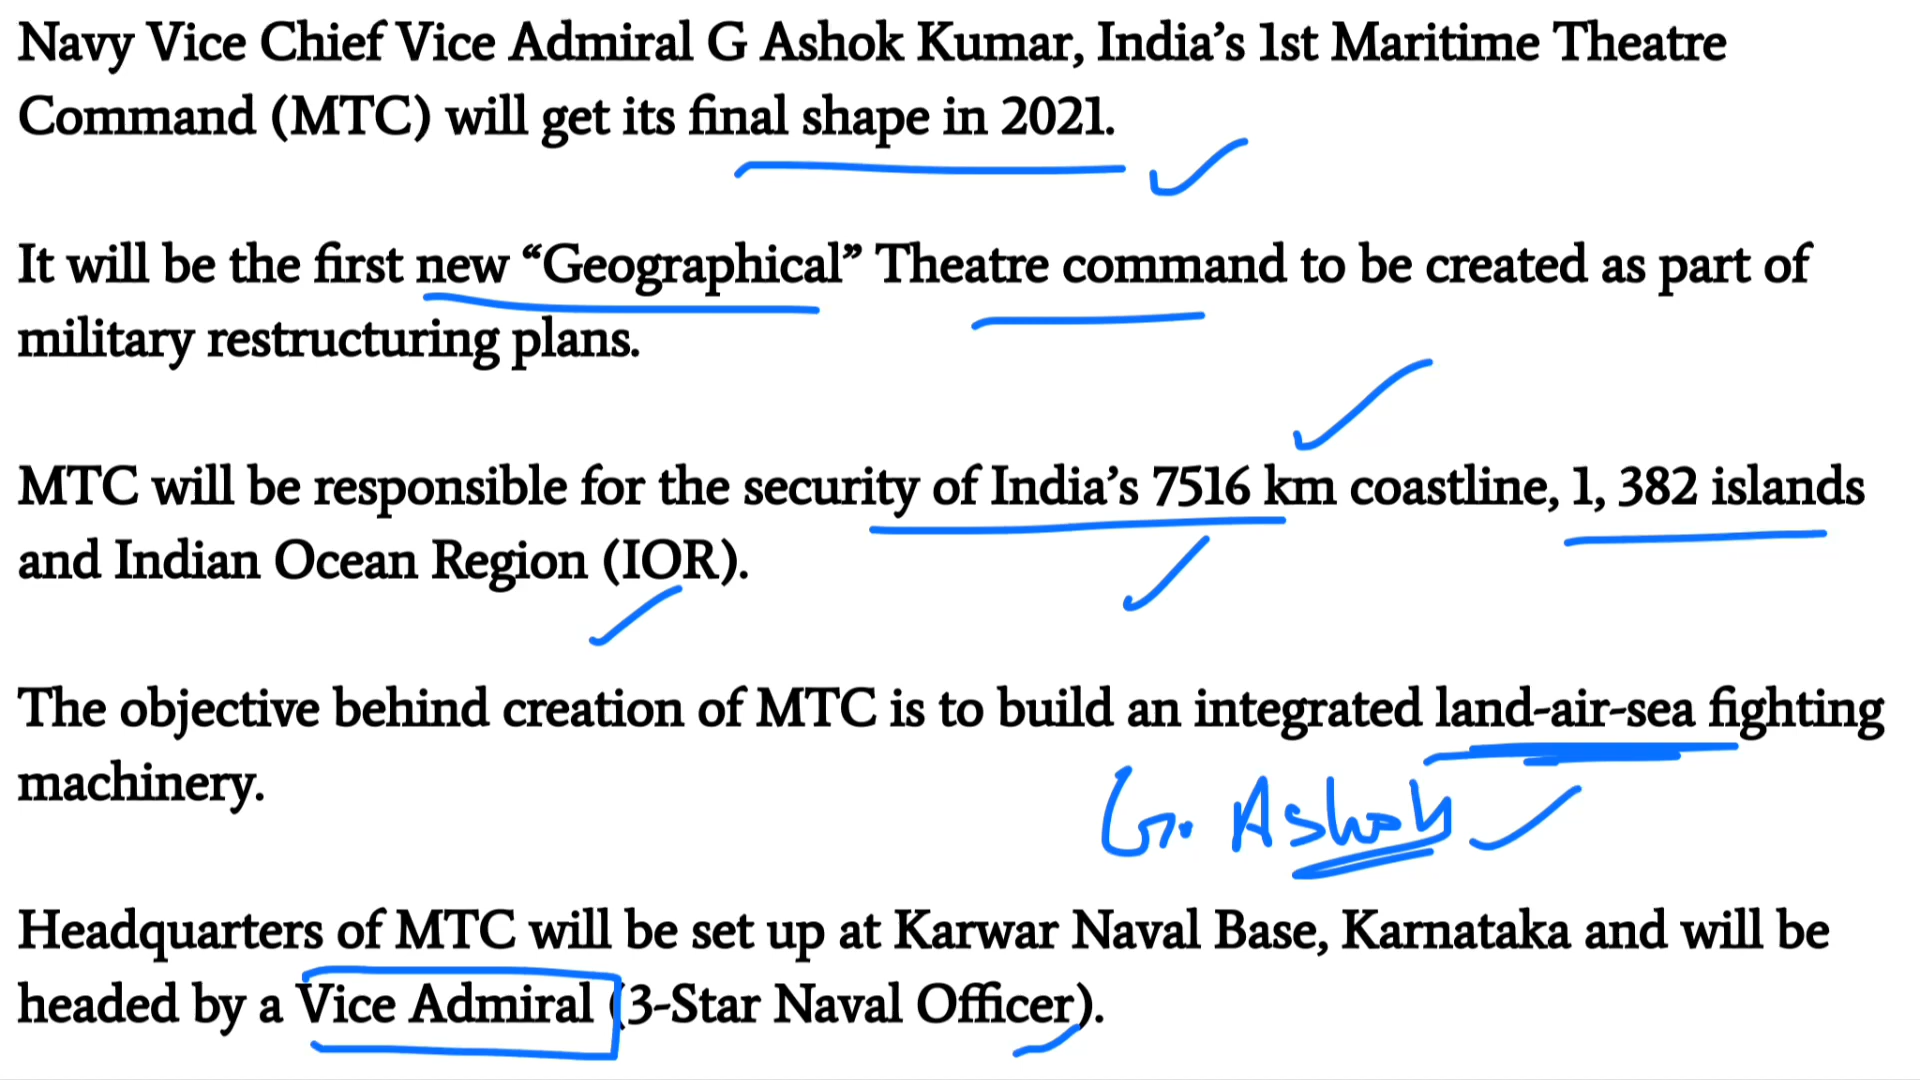 Navy Vice Chief Vice Admiral G Ashok Kumar, India’s 1st Maritime Theatre
Command (MTC) will get its final shape in 2021.
It will be the first new “Geographical” Theatre command to be created as part of
military restructuring plans.
MTC will be responsible for the security of India’s 7516 km coastline, 1, 382 islands
and Indian Ocean Region (IOR).
The objective behind creation of MTC is to build an integrated land-air-sea fighting
machinery.
G. Ashok
Headquarters of MTC will be set up at Karwar Naval Base, Karnataka and will be
headed by a Vice Admiral (3-Star Naval Officer).